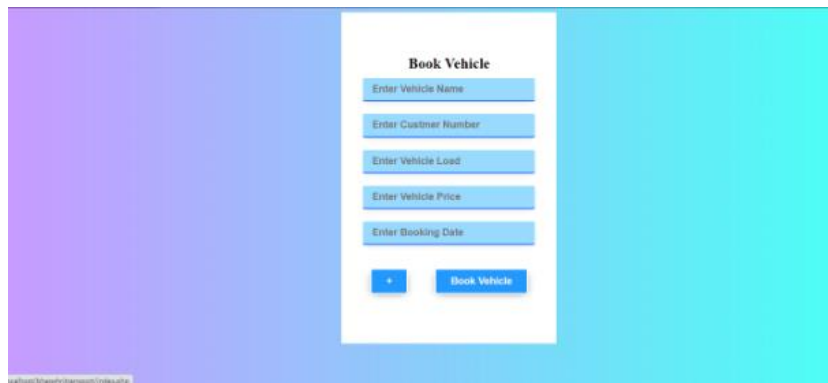 Book Vehicle
Enter Vehicle Name
Enter Custmer Number
Enter Vehicle Load
Enter Vehicle Price
Enter Booking Date
+ Book Vehicle